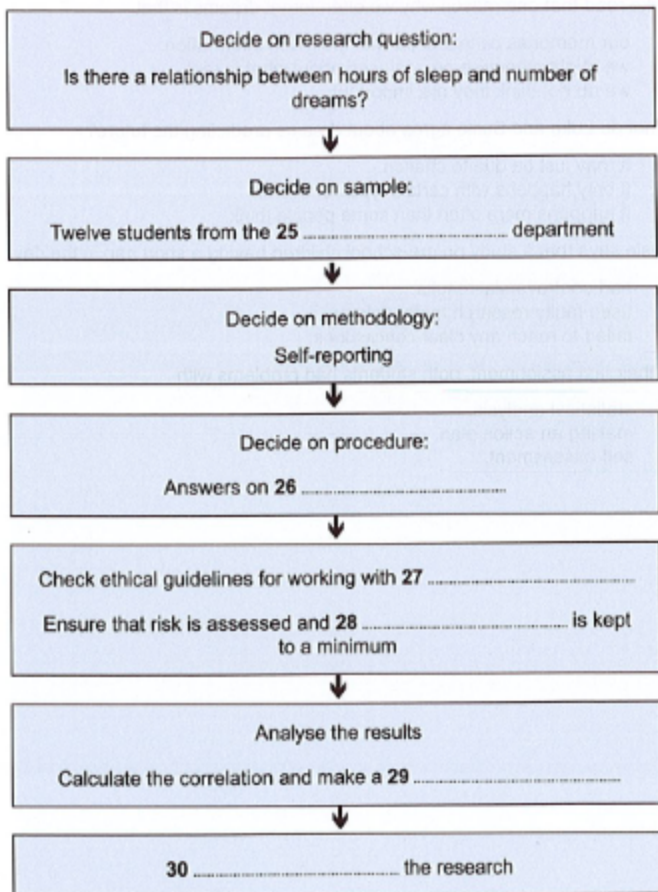 Decide on research question:
Is there a relationship between hours of sleep and number of
dreams?
Decide on sample:
Twelve students from the 25 ........................................ department
Decide on methodology:
Self-reporting
Decide on procedure:
Answers on 26 ........................................
Check ethical guidelines for working with 27 ........................................
Ensure that risk is assessed and 28 ........................................ is kept
to a minimum
Analyse the results
Calculate the correlation and make a 29 ........................................
30 ........................................ the research